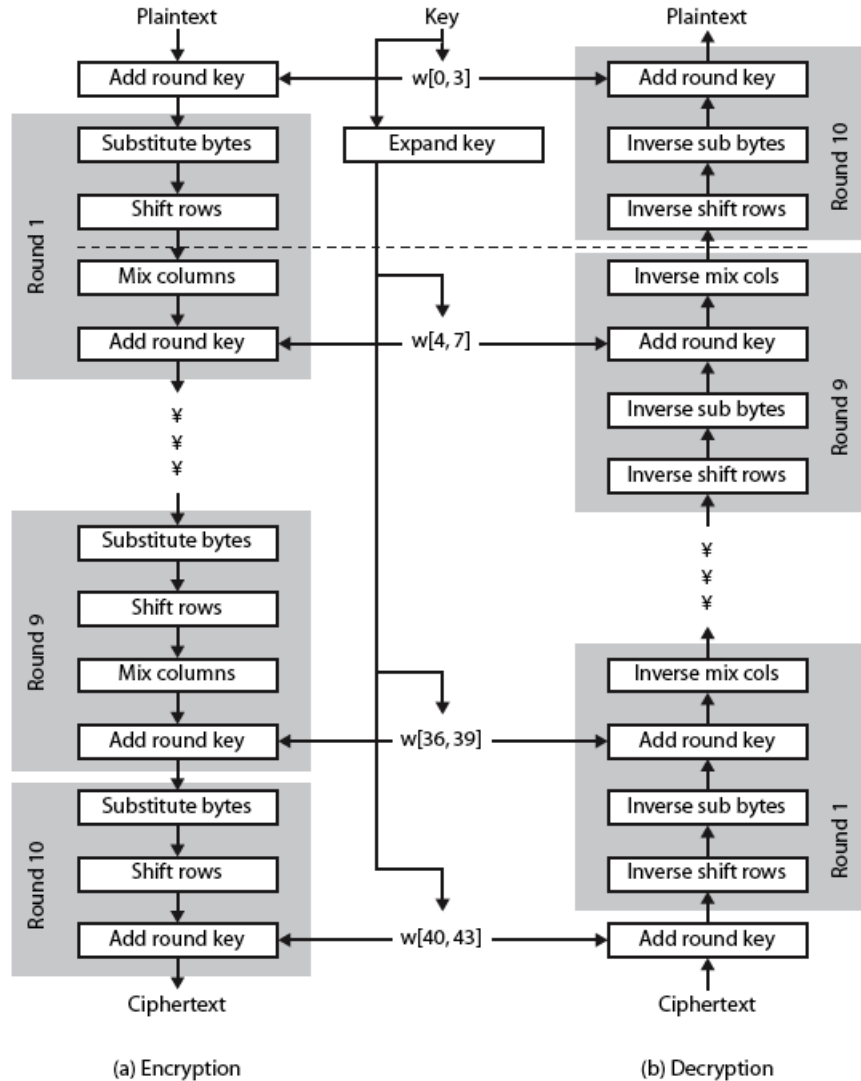 Plaintext
Key
Plaintext
Add round key
w[0, 3]
Add round key
Substitute bytes
Expand key
Inverse sub bytes
Shift rows
Inverse shift rows
Round 1
Round 10
Mix columns
Inverse mix cols
Add round key
w[4, 7]
Add round key
Inverse sub bytes
Inverse shift rows
Round 9
¥
¥
¥
Substitute bytes
Shift rows
Mix columns
Add round key
Round 9
w[36, 39]
¥
¥
¥
Inverse mix cols
Add round key
Inverse sub bytes
Inverse shift rows
Round 1
Substitute bytes
Shift rows
Add round key
Round 10
w[40, 43]
Add round key
Ciphertext
Ciphertext
(a) Encryption
(b) Decryption